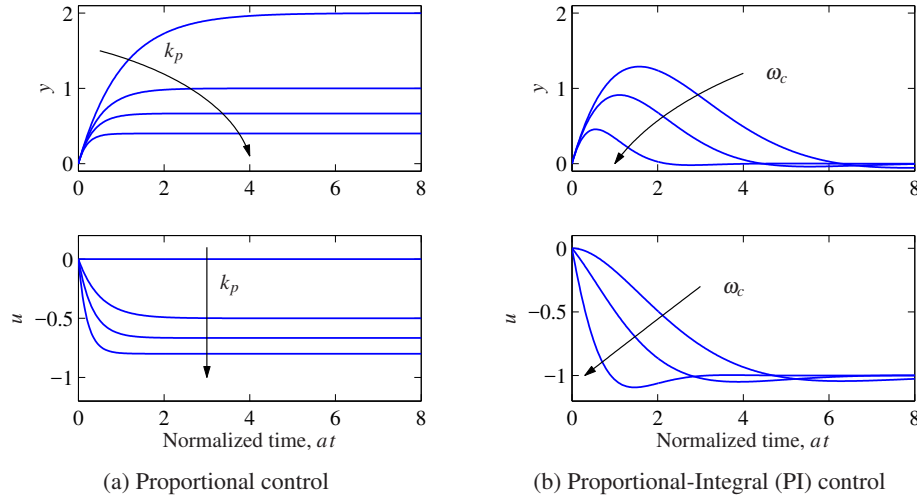 2
1
0
y
k_p
0 2 4 6 8
2
1
0
y
ω_c
0 2 4 6 8
0
−0.5
−1
u
k_p
0 2 4 6 8
Normalized time, at
0
−0.5
−1
u
ω_c
0 2 4 6 8
Normalized time, at
(a) Proportional control
(b) Proportional-Integral (PI) control